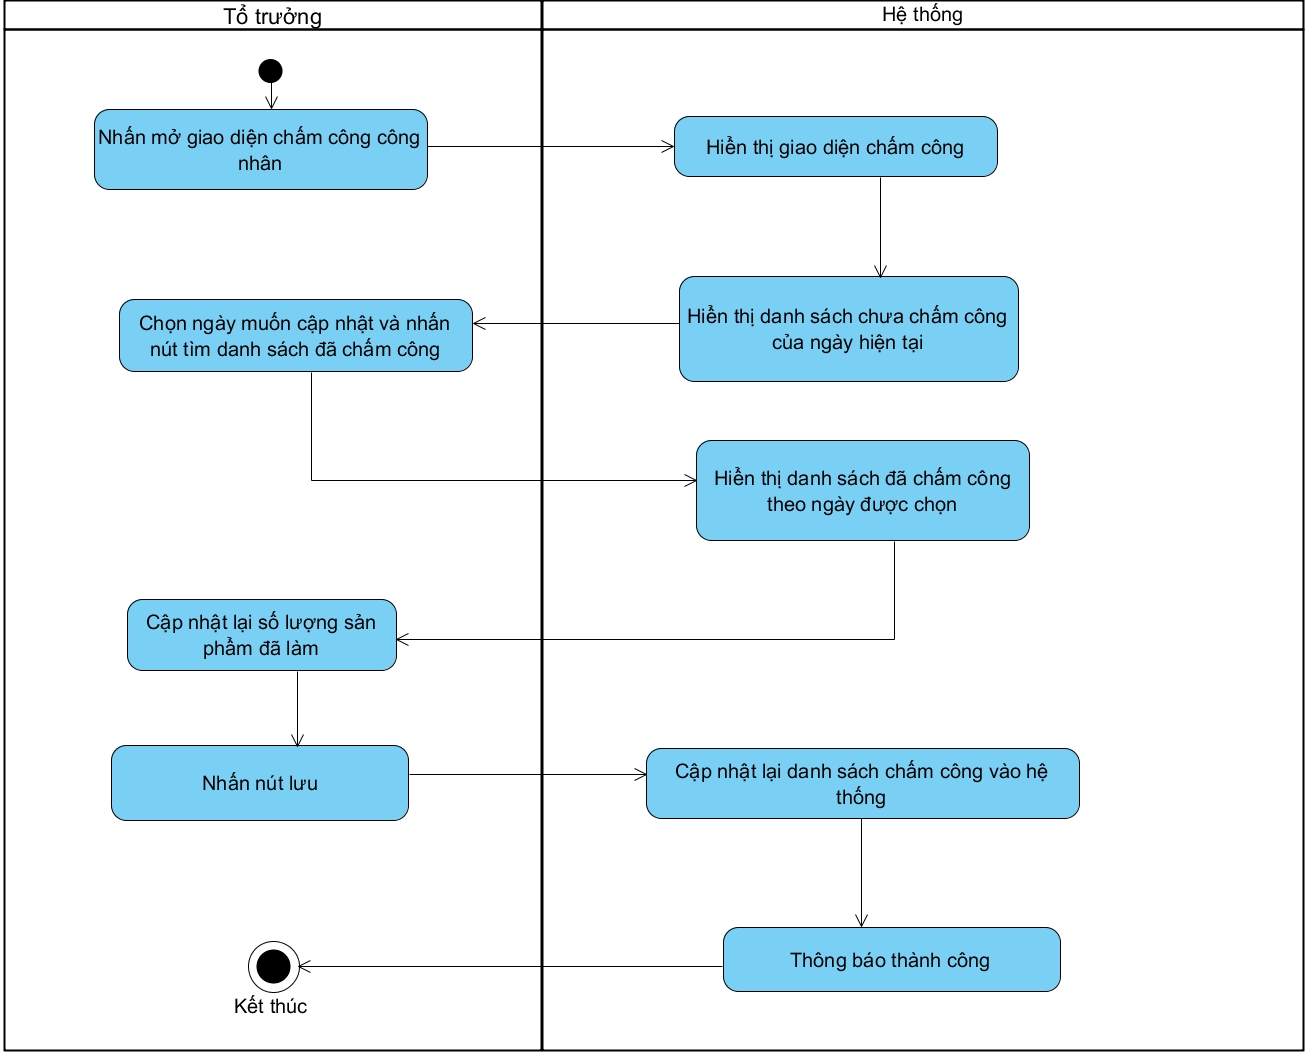 Tổ trưởng
Hệ thống
Nhấn mở giao diện chấm công công
nhân
Hiển thị giao diện chấm công
Hiển thị danh sách chưa chấm công
của ngày hiện tại
Chọn ngày muốn cập nhật và nhấn
nút tìm danh sách đã chấm công
Hiển thị danh sách đã chấm công
theo ngày được chọn
Cập nhật lại số lượng sản
phẩm đã làm
Nhấn nút lưu
Cập nhật lại danh sách chấm công vào hệ
thống
Thông báo thành công
Kết thúc